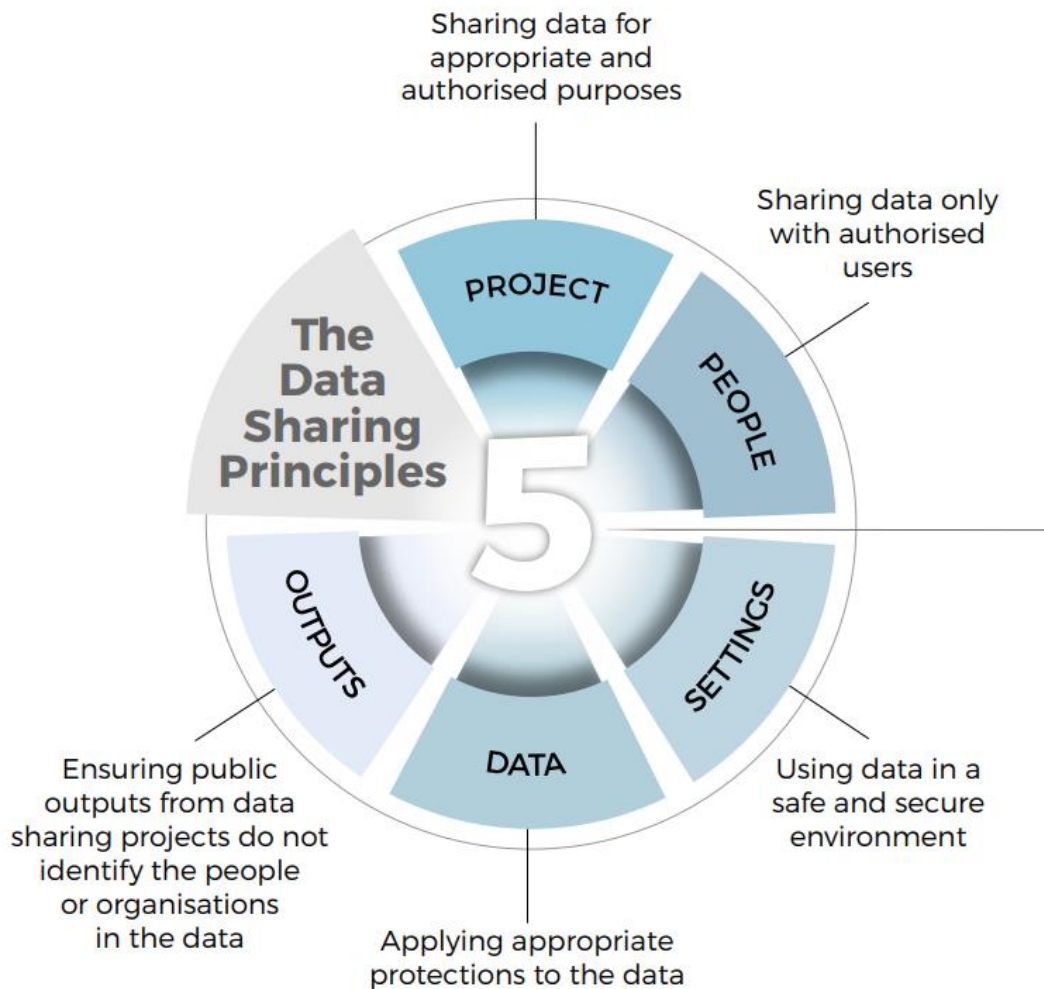 Sharing data for
appropriate and
authorised purposes
Sharing data only
with authorised
users
PROJECT
PEOPLE
The
Data
Sharing
Principles
5
OUTPUTS
SETTINGS
DATA
Ensuring public
outputs from data
sharing projects do not
identify the people
or organisations
in the data
Using data in a
safe and secure
environment
Applying appropriate
protections to the data